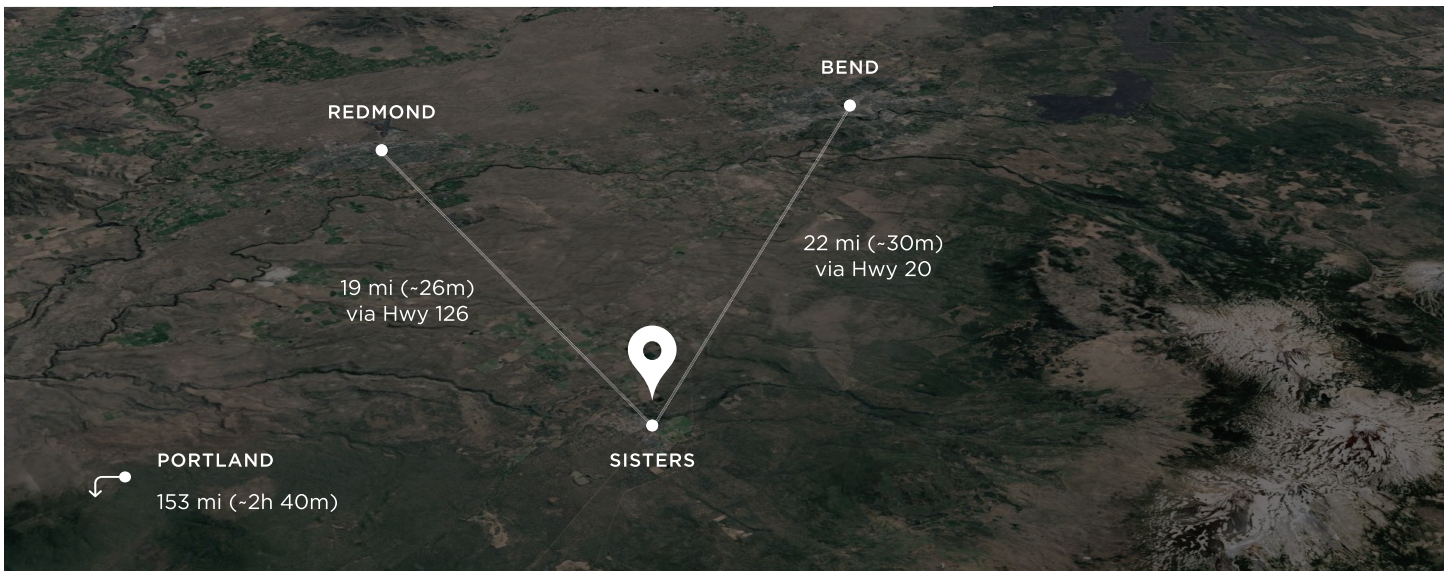 BEND
REDMOND
22 mi (~30m)
via Hwy 20
19 mi (~26m)
via Hwy 126
PORTLAND
SISTERS
153 mi (~2h 40m)